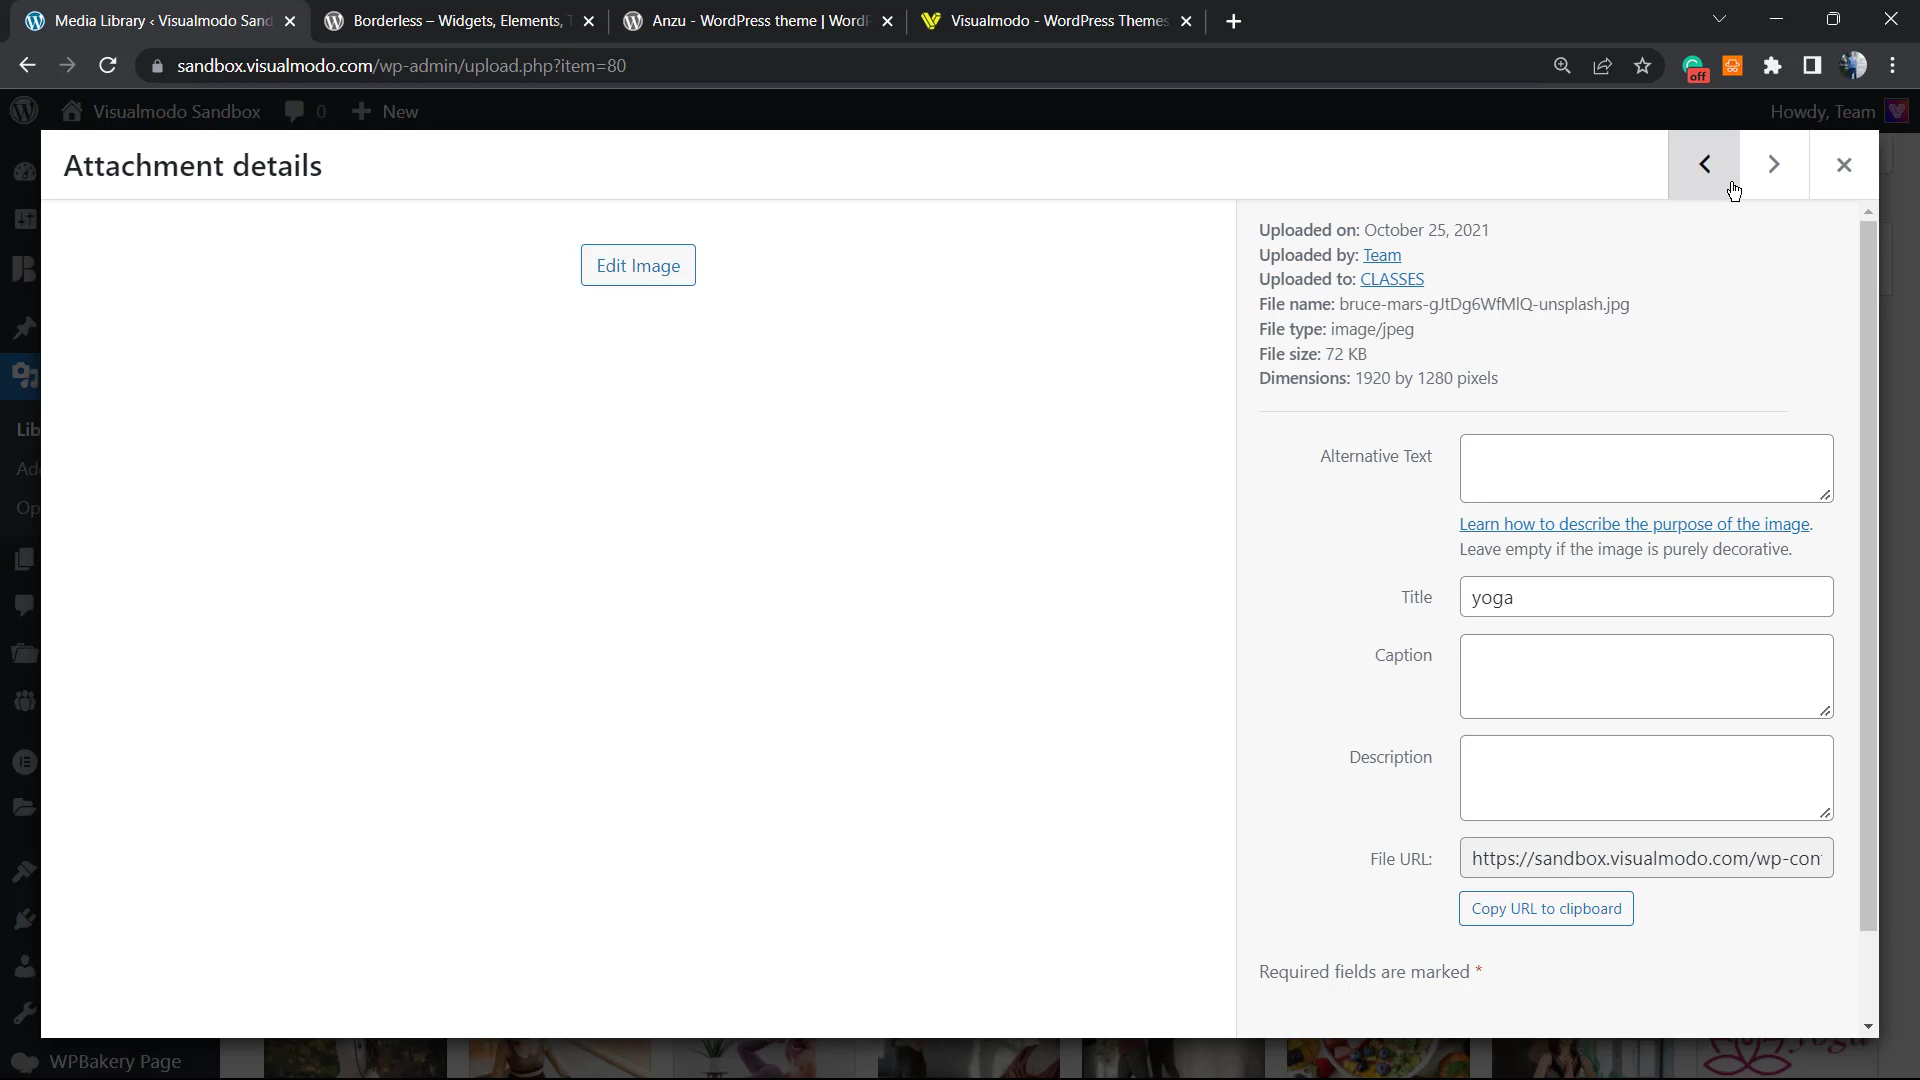 Media Library ‹ Visualmodo Sand
Borderless – Widgets, Elements,
Anzu - WordPress theme | Word
Visualmodo - WordPress Themes
sandbox.visualmodo.com/wp-admin/upload.php?item=80
off
Visualmodo Sandbox
0
New
Howdy, Team
Attachment details
Edit Image
Uploaded on: October 25, 2021
Uploaded by: Team
Uploaded to: CLASSES
File name: bruce-mars-gJtDg6WfMlQ-unsplash.jpg
File type: image/jpeg
File size: 72 KB
Dimensions: 1920 by 1280 pixels
Lib
Ad
Op
Alternative Text
Learn how to describe the purpose of the image.
Leave empty if the image is purely decorative.
Title
yoga
Caption
Description
File URL:
https://sandbox.visualmodo.com/wp-con
Copy URL to clipboard
Required fields are marked *
WPBakery Page
yoga